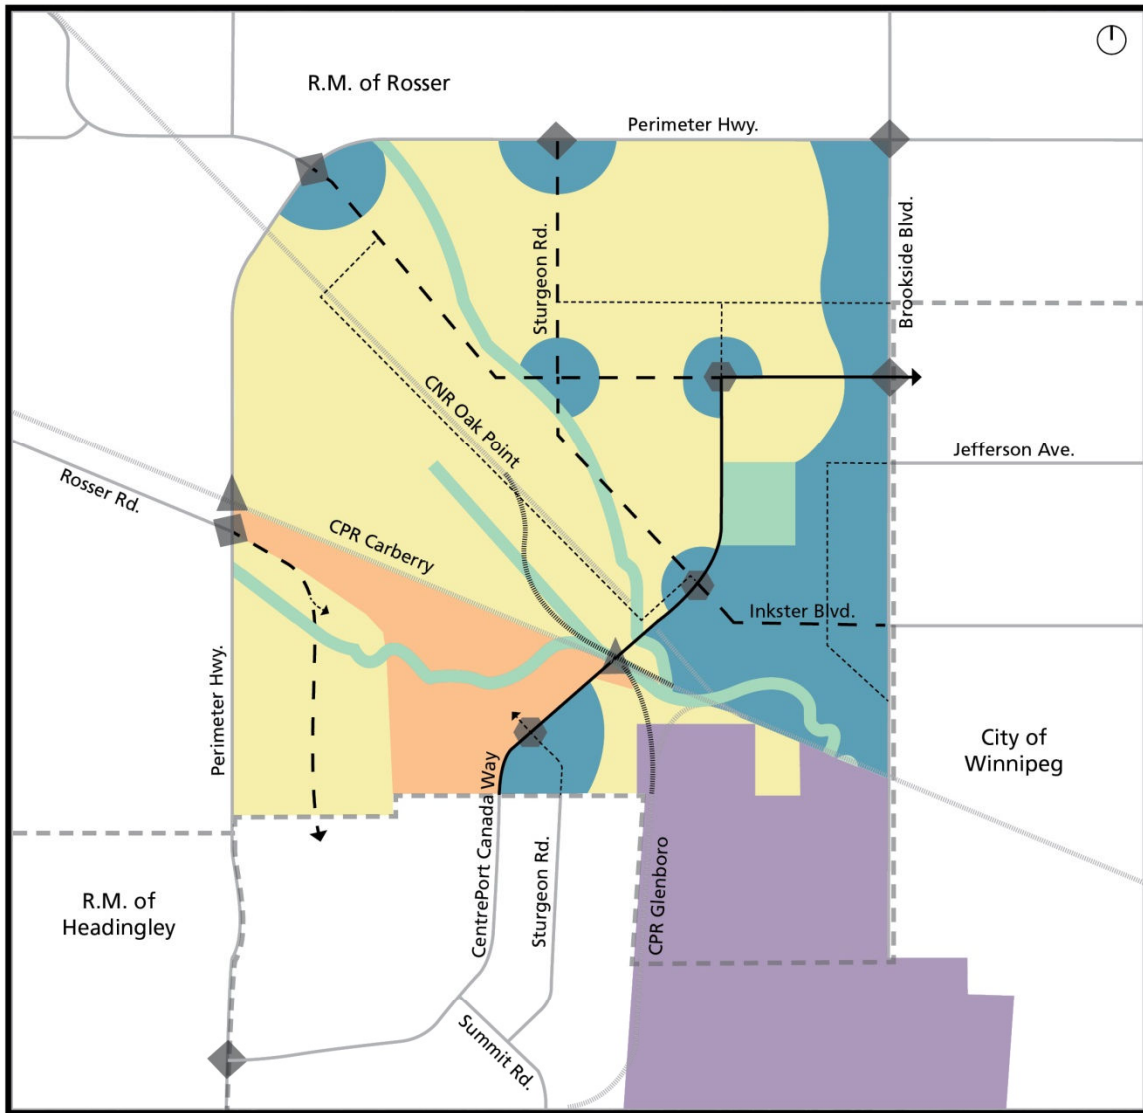 R.M. of Rosser
Perimeter Hwy.
Sturgeon Rd.
Brookside Blvd.
CNR Oak Point
Jefferson Ave.
Rosser Rd.
CPR Carberry
Inkster Blvd.
Perimeter Hwy.
City of
Winnipeg
CentrePort Canada Way
Sturgeon Rd.
CPR Glenboro
R.M. of
Headingley
Summit Rd.